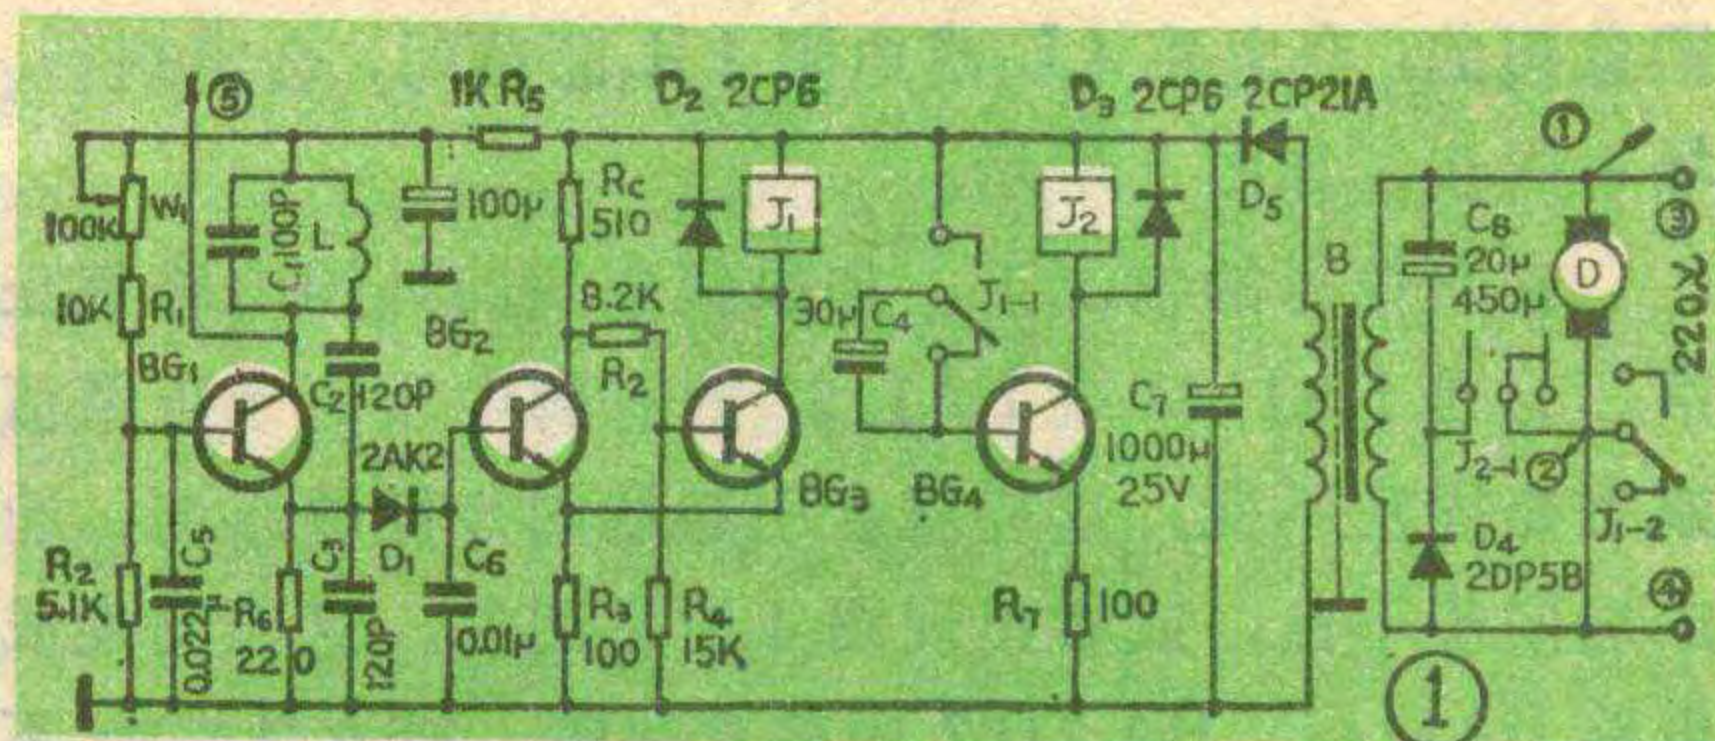 ⑤
1K R5
D2 2CP6
D3 2CP6 2CP21A
①
W1
100K
C1 100P
L
100μ
Rc
510
J1
J2
D5
③
B
C8
20μ
450μ
D
220V
10K R1
8.2K
30μ C4
J1-1
BG1
BG2
R2
C2 120P
C7
1000μ
25V
2AK2
BG3
BG4
J2-1
②
J1-2
R2
5.1K
C5
0.022μ
R6
220
C3
120P
D1
C6
0.01μ
R3
100
R4
15K
R7 100
D4
2DP5B
④
①